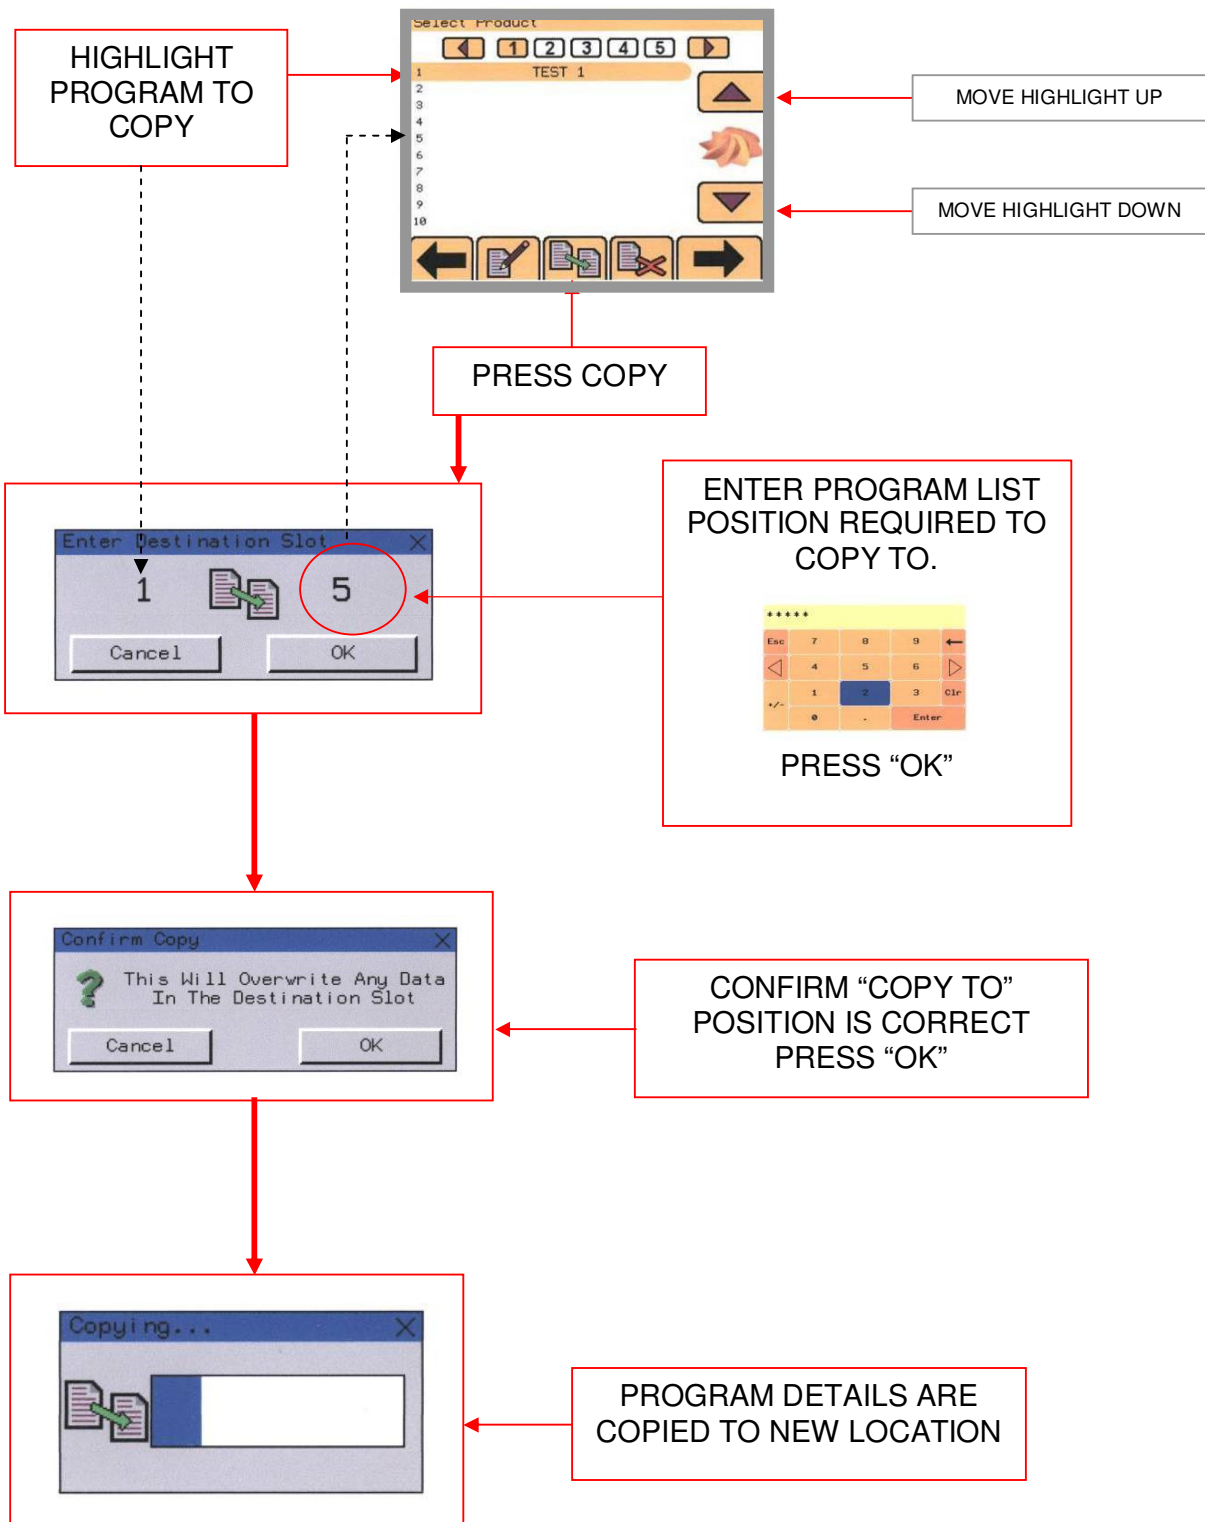 HIGHLIGHT
PROGRAM TO
COPY
Select Product
1 2 3 4 5
1 TEST 1
2
3
4
5
6
7
8
9
10
MOVE HIGHLIGHT UP
MOVE HIGHLIGHT DOWN
PRESS COPY
Enter Destination Slot
1 5
Cancel OK
ENTER PROGRAM LIST
POSITION REQUIRED TO
COPY TO.
*****
Esc 7 8 9
4 5 6
+/- 1 2 3 Clr
0 . Enter
PRESS “OK”
Confirm Copy
This Will Overwrite Any Data
In The Destination Slot
Cancel OK
CONFIRM “COPY TO”
POSITION IS CORRECT
PRESS “OK”
Copying...
PROGRAM DETAILS ARE
COPIED TO NEW LOCATION